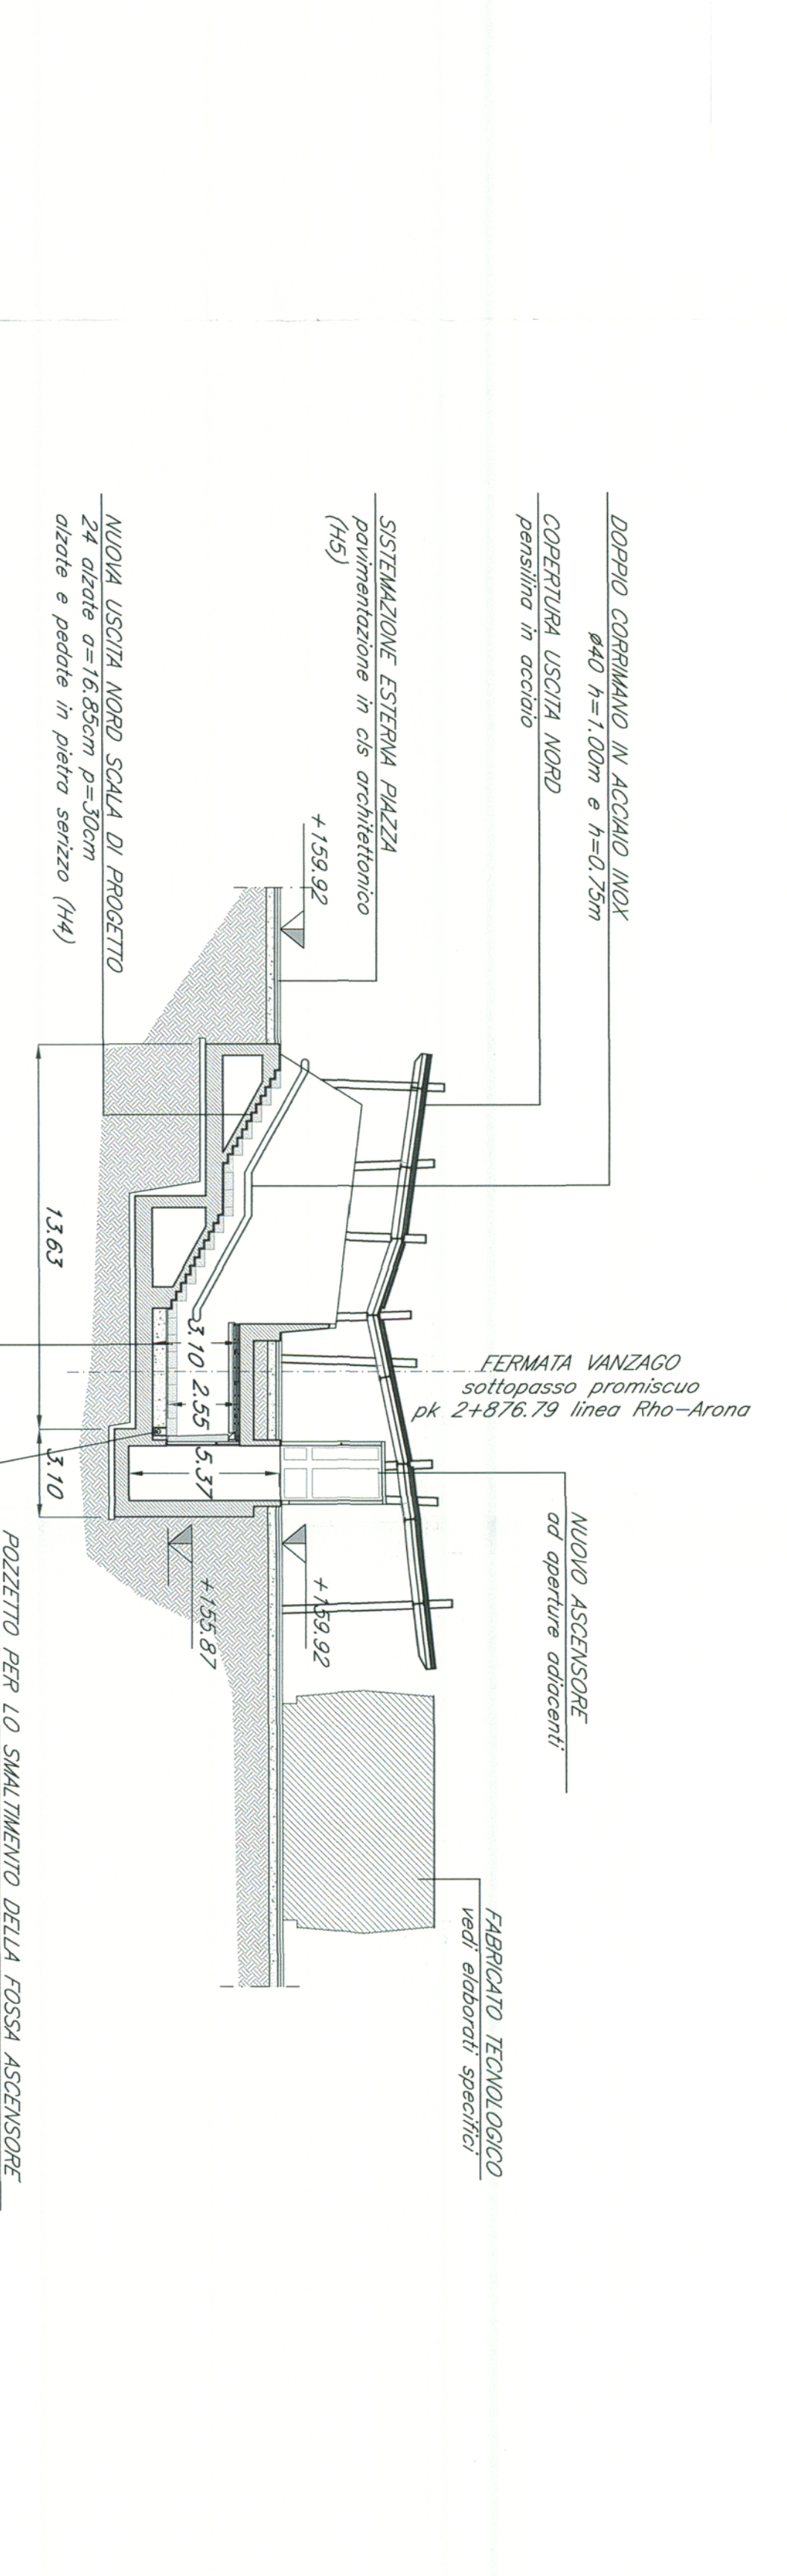 DOPPIO CORRIMANO IN ACCIAIO INOX
ø40 h=1.00m e h=0.75m
COPERTURA USCITA NORD
pensilina in acciaio
SISTEMAZIONE ESTERNA PIAZZA
pavimentazione in cls architettonico
(H5)
+159.92
NUOVA USCITA NORD SCALA DI PROGETTO
24 alzate a=16.85cm p=30cm
alzate e pedate in pietra serizzo (H4)
FERMATA VANZAGO
sottopasso promiscuo
pk 2+876.79 linea Rho-Arona
NUOVO ASCENSORE
ad aperture adiacenti
FABRICATO TECNOLOGICO
vedi elaborati specifici
3.10
2.55
5.37
+159.92
+155.87
13.63
3.10
POZZETTO PER LO SMALTIMENTO DELLA FOSSA ASCENSORE